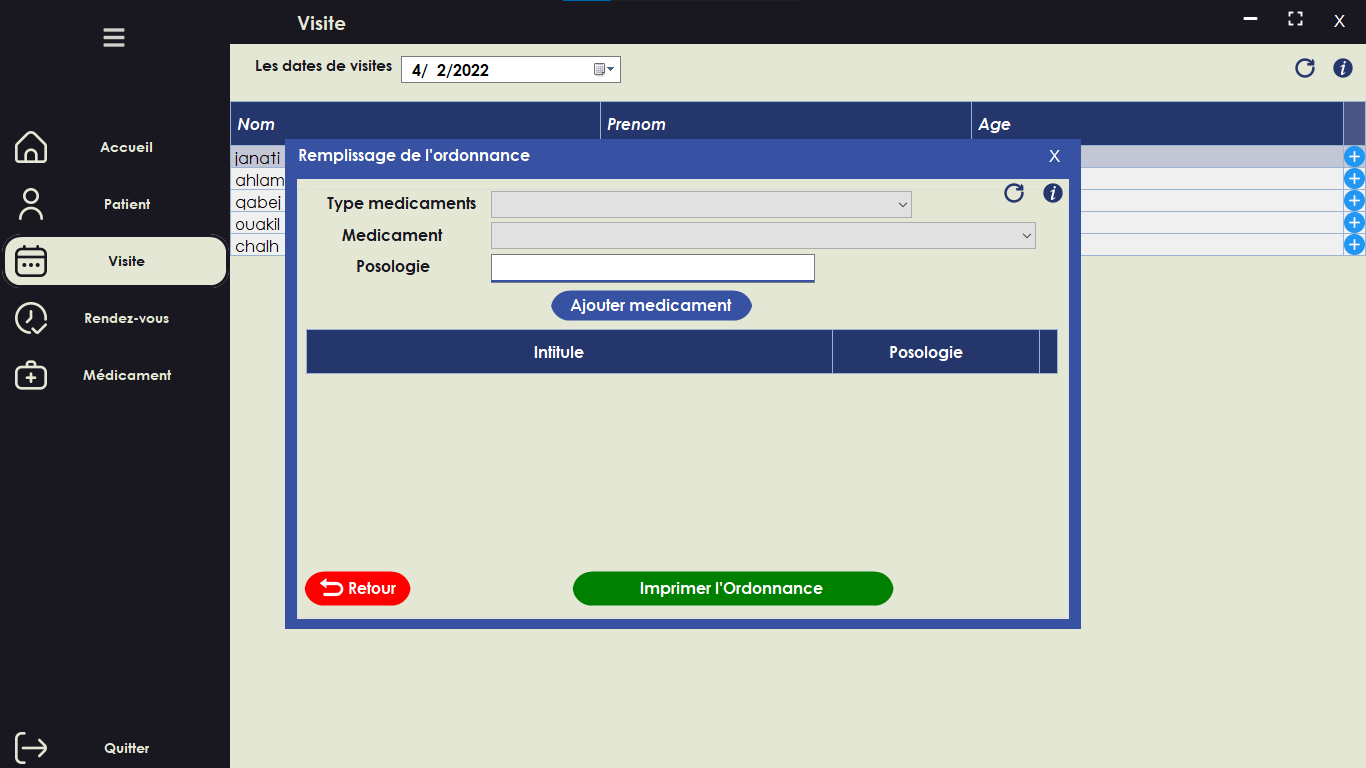 Visite
X
Les dates de visites 4/ 2/2022
Accueil
Patient
Visite
Rendez-vous
Médicament
Quitter
Nom Prenom Age
janati
ahlam
qabej
ouakil
chalh
Remplissage de l'ordonnance X
Type medicaments
Medicament
Posologie
Ajouter medicament
Intitule Posologie
Retour Imprimer l'Ordonnance